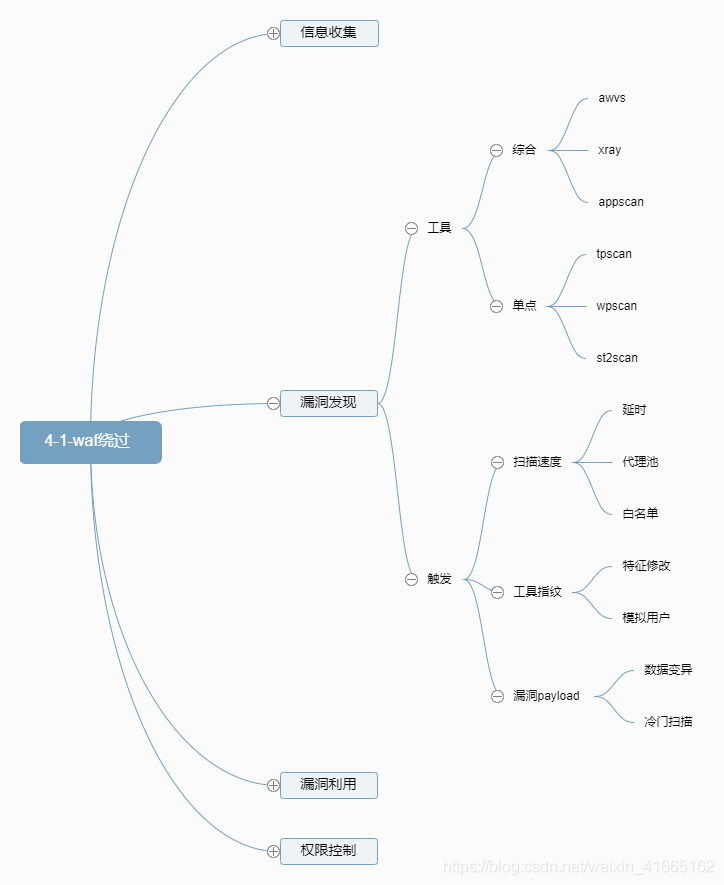 信息收集
4-1-waf绕过
漏洞发现
工具
综合
awvs
xray
appscan
单点
tpscan
wpscan
st2scan
触发
扫描速度
延时
代理池
白名单
工具指纹
特征修改
模拟用户
漏洞payload
数据变异
冷门扫描
漏洞利用
权限控制
https://blog.csdn.net/weixin_41665162